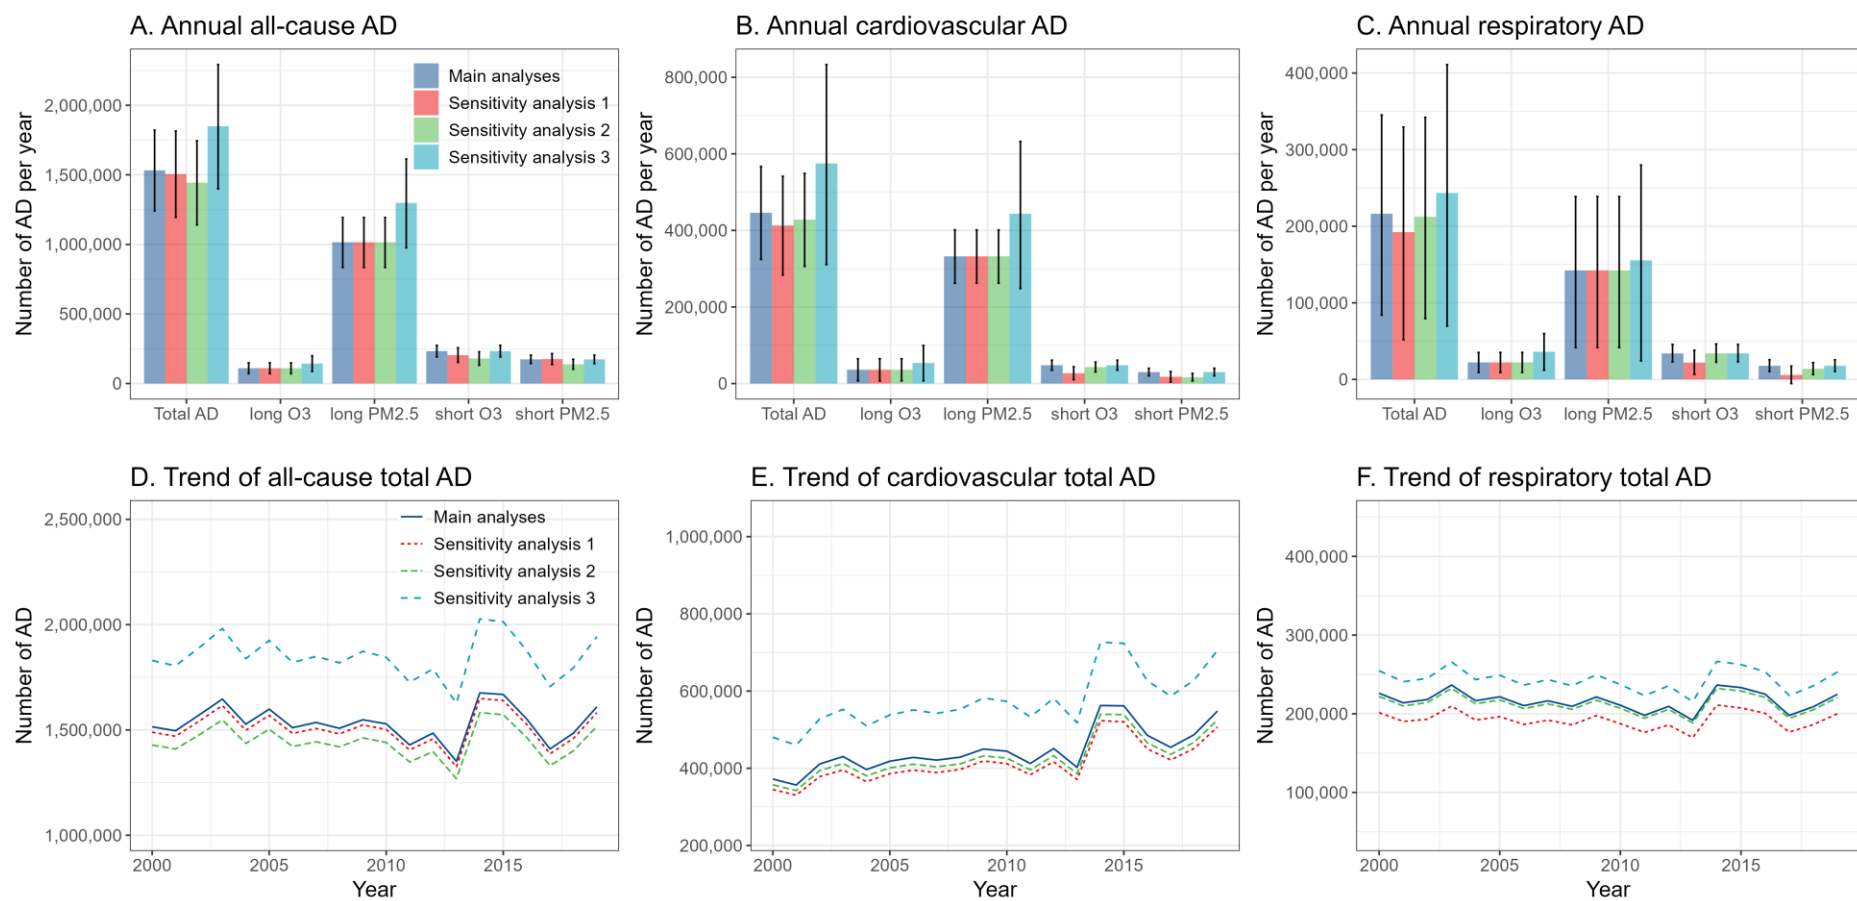 A. Annual all-cause AD
Number of AD per year
2,000,000
1,500,000
1,000,000
500,000
0
Main analyses
Sensitivity analysis 1
Sensitivity analysis 2
Sensitivity analysis 3
Total AD long O3 long PM2.5 short O3 short PM2.5
B. Annual cardiovascular AD
Number of AD per year
800,000
600,000
400,000
200,000
0
Total AD long O3 long PM2.5 short O3 short PM2.5
C. Annual respiratory AD
Number of AD per year
400,000
300,000
200,000
100,000
0
Total AD long O3 long PM2.5 short O3 short PM2.5
D. Trend of all-cause total AD
Number of AD
2,500,000
2,000,000
1,500,000
1,000,000
Main analyses
Sensitivity analysis 1
Sensitivity analysis 2
Sensitivity analysis 3
2000 2005 2010 2015
Year
E. Trend of cardiovascular total AD
Number of AD
1,000,000
800,000
600,000
400,000
200,000
2000 2005 2010 2015
Year
F. Trend of respiratory total AD
Number of AD
400,000
300,000
200,000
100,000
2000 2005 2010 2015
Year